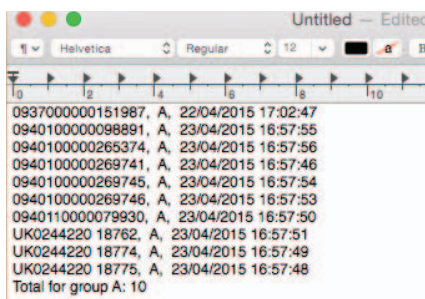 Untitled — Edited
¶ Helvetica Regular 12 a B
0 2 4 6 8 10
0937000000151987, A, 22/04/2015 17:02:47
0940100000098891, A, 23/04/2015 16:57:55
0940100000265374, A, 23/04/2015 16:57:56
0940100000269741, A, 23/04/2015 16:57:46
0940100000269745, A, 23/04/2015 16:57:54
0940100000269746, A, 23/04/2015 16:57:53
0940110000079930, A, 23/04/2015 16:57:50
UK0244220 18762, A, 23/04/2015 16:57:51
UK0244220 18774, A, 23/04/2015 16:57:49
UK0244220 18775, A, 23/04/2015 16:57:48
Total for group A: 10